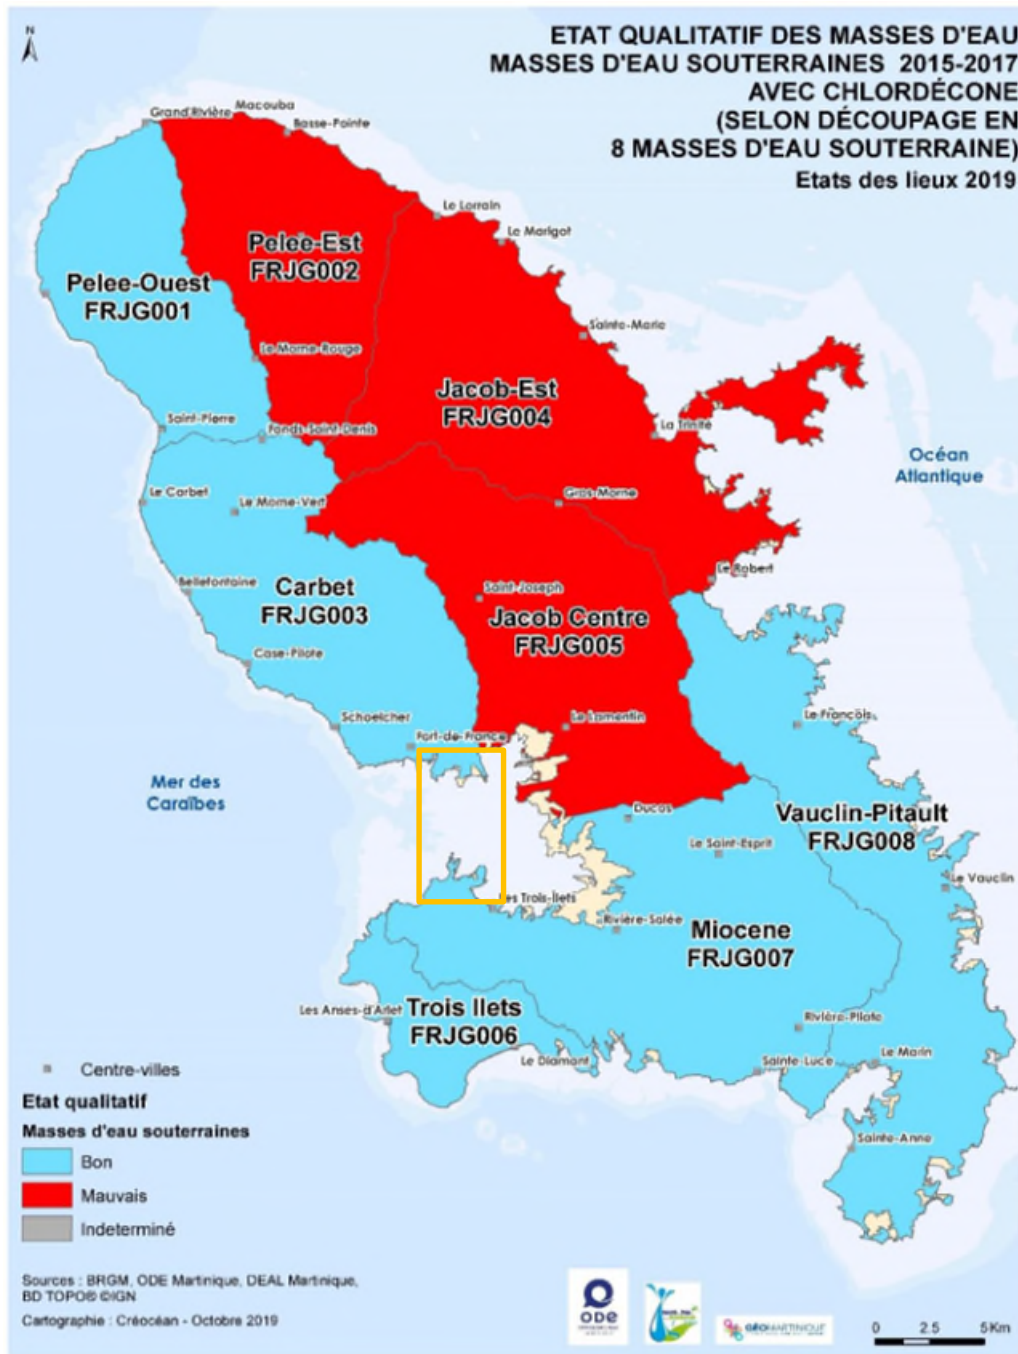 N
ETAT QUALITATIF DES MASSES D'EAU
MASSES D'EAU SOUTERRAINES 2015-2017
AVEC CHLORDÉCONE
(SELON DÉCOUPAGE EN
8 MASSES D'EAU SOUTERRAINE)
Etats des lieux 2019
Grand'Rivière
Macouba
Basse-Pointe
Le Lorrain
Le Marigot
Pelee-Est
FRJG002
Pelee-Ouest
FRJG001
Sainte-Marie
Le Morne-Rouge
Jacob-Est
FRJG004
Saint-Pierre
Fonds-Saint-Denis
La Trinité
Océan
Atlantique
Le Carbet
Le Morne-Vert
Gros-Morne
Le Robert
Bellefontaine
Carbet
FRJG003
Saint-Joseph
Jacob Centre
FRJG005
Case-Pilote
Schoelcher
Fort-de-France
Le Lamentin
Le François
Mer des
Caraïbes
Ducos
Vauclin-Pitault
FRJG008
Le Saint-Esprit
Le Vauclin
Les Trois-Îlets
Rivière-Salée
Miocene
FRJG007
Les Anses-d'Arlet
Trois Ilets
FRJG006
Rivière-Pilote
Le Diamant
Sainte-Luce
Le Marin
Sainte-Anne
Centre-villes
Etat qualitatif
Masses d'eau souterraines
Bon
Mauvais
Indeterminé
Sources : BRGM, ODE Martinique, DEAL Martinique,
BD TOPO® ©IGN
Cartographie : Créocéan - Octobre 2019
ODE
GÉOMARTINIQUE
0 2.5 5Km